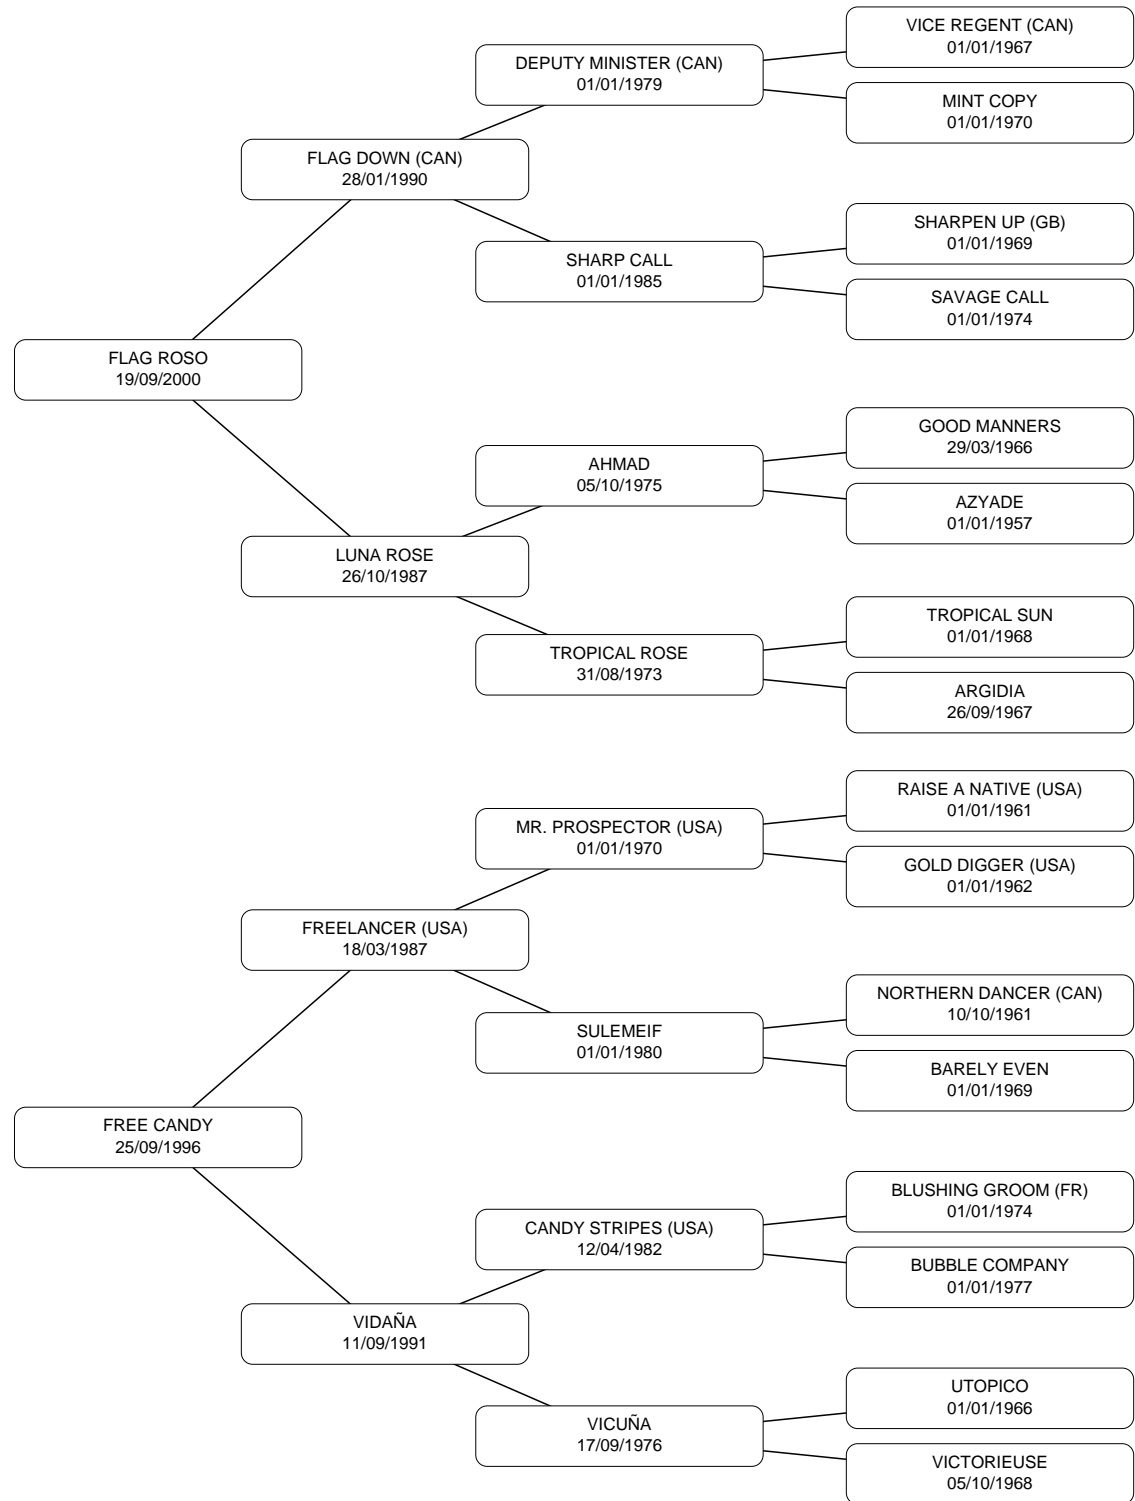 VICE REGENT (CAN)
01/01/1967
DEPUTY MINISTER (CAN)
01/01/1979
MINT COPY
01/01/1970
FLAG DOWN (CAN)
28/01/1990
SHARPEN UP (GB)
01/01/1969
SHARP CALL
01/01/1985
SAVAGE CALL
01/01/1974
FLAG ROSO
19/09/2000
GOOD MANNERS
29/03/1966
AHMAD
05/10/1975
AZYADE
01/01/1957
LUNA ROSE
26/10/1987
TROPICAL SUN
01/01/1968
TROPICAL ROSE
31/08/1973
ARGIDIA
26/09/1967
RAISE A NATIVE (USA)
01/01/1961
MR. PROSPECTOR (USA)
01/01/1970
GOLD DIGGER (USA)
01/01/1962
FREELANCER (USA)
18/03/1987
NORTHERN DANCER (CAN)
10/10/1961
SULEMEIF
01/01/1980
BARELY EVEN
01/01/1969
FREE CANDY
25/09/1996
BLUSHING GROOM (FR)
01/01/1974
CANDY STRIPES (USA)
12/04/1982
BUBBLE COMPANY
01/01/1977
VIDAÑA
11/09/1991
UTOPICO
01/01/1966
VICUÑA
17/09/1976
VICTORIEUSE
05/10/1968